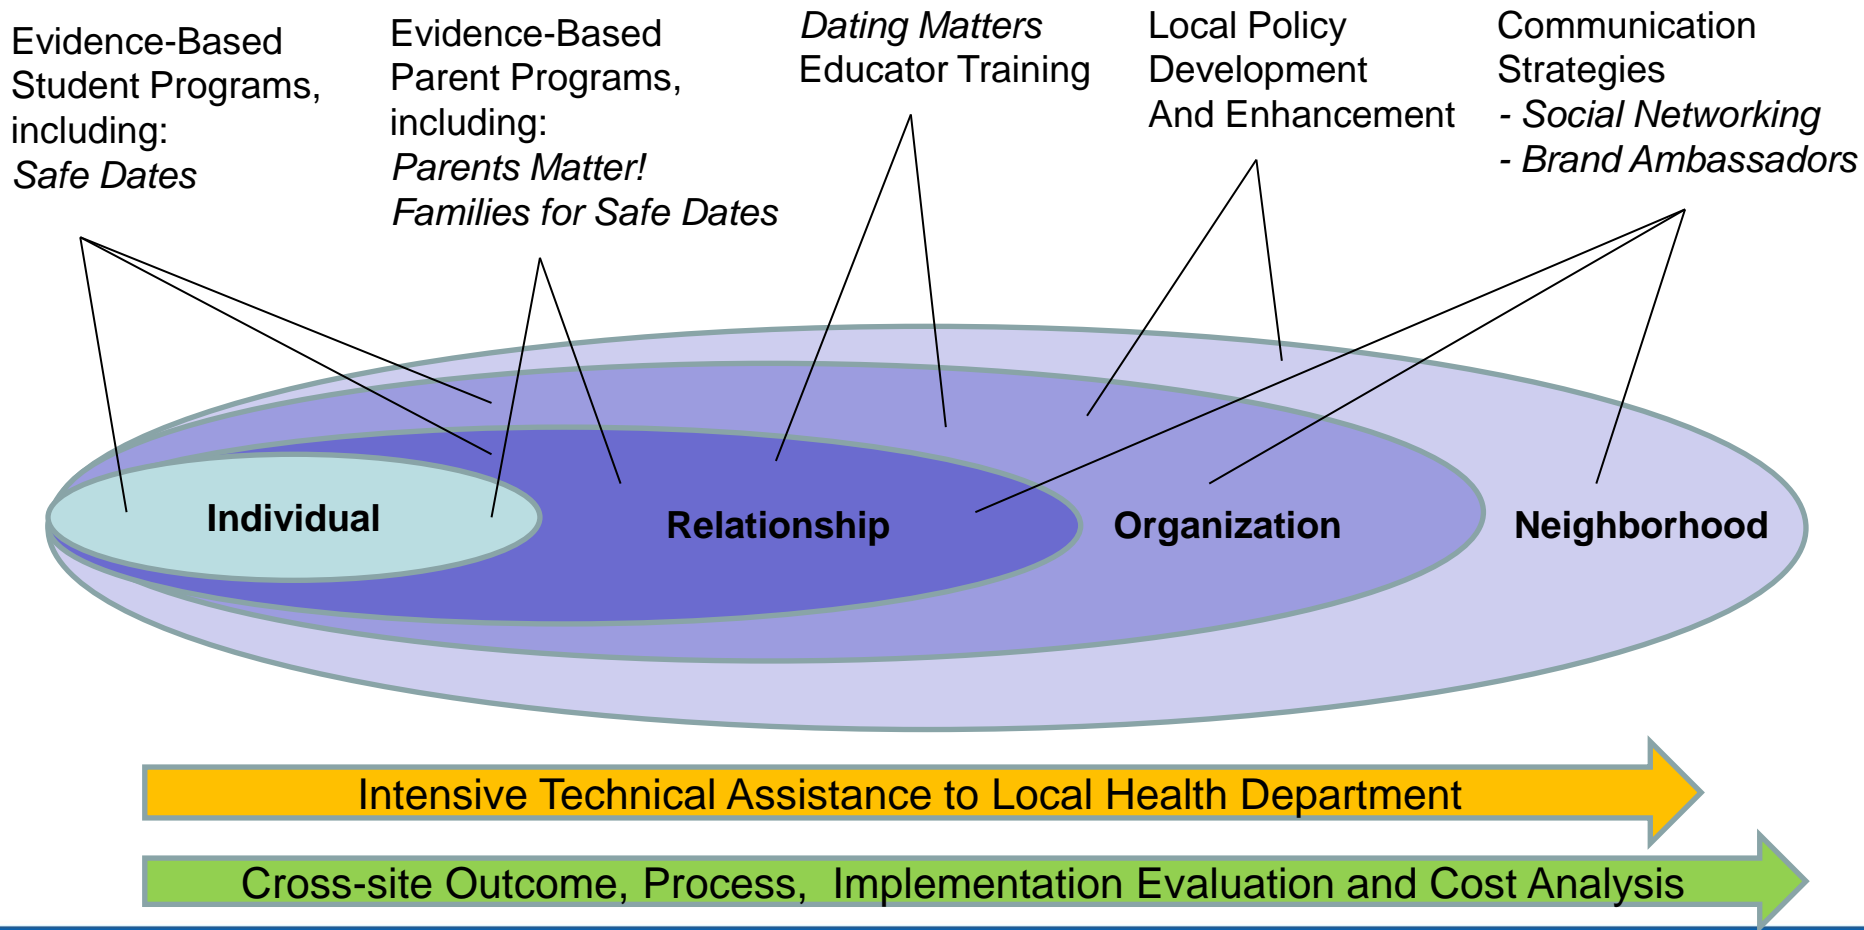 Evidence-Based
Student Programs,
including:
Safe Dates
Evidence-Based
Parent Programs,
including:
Parents Matter!
Families for Safe Dates
Dating Matters
Educator Training
Local Policy
Development
And Enhancement
Communication
Strategies
- Social Networking
- Brand Ambassadors
Individual
Relationship
Organization
Neighborhood
Intensive Technical Assistance to Local Health Department
Cross-site Outcome, Process, Implementation Evaluation and Cost Analysis